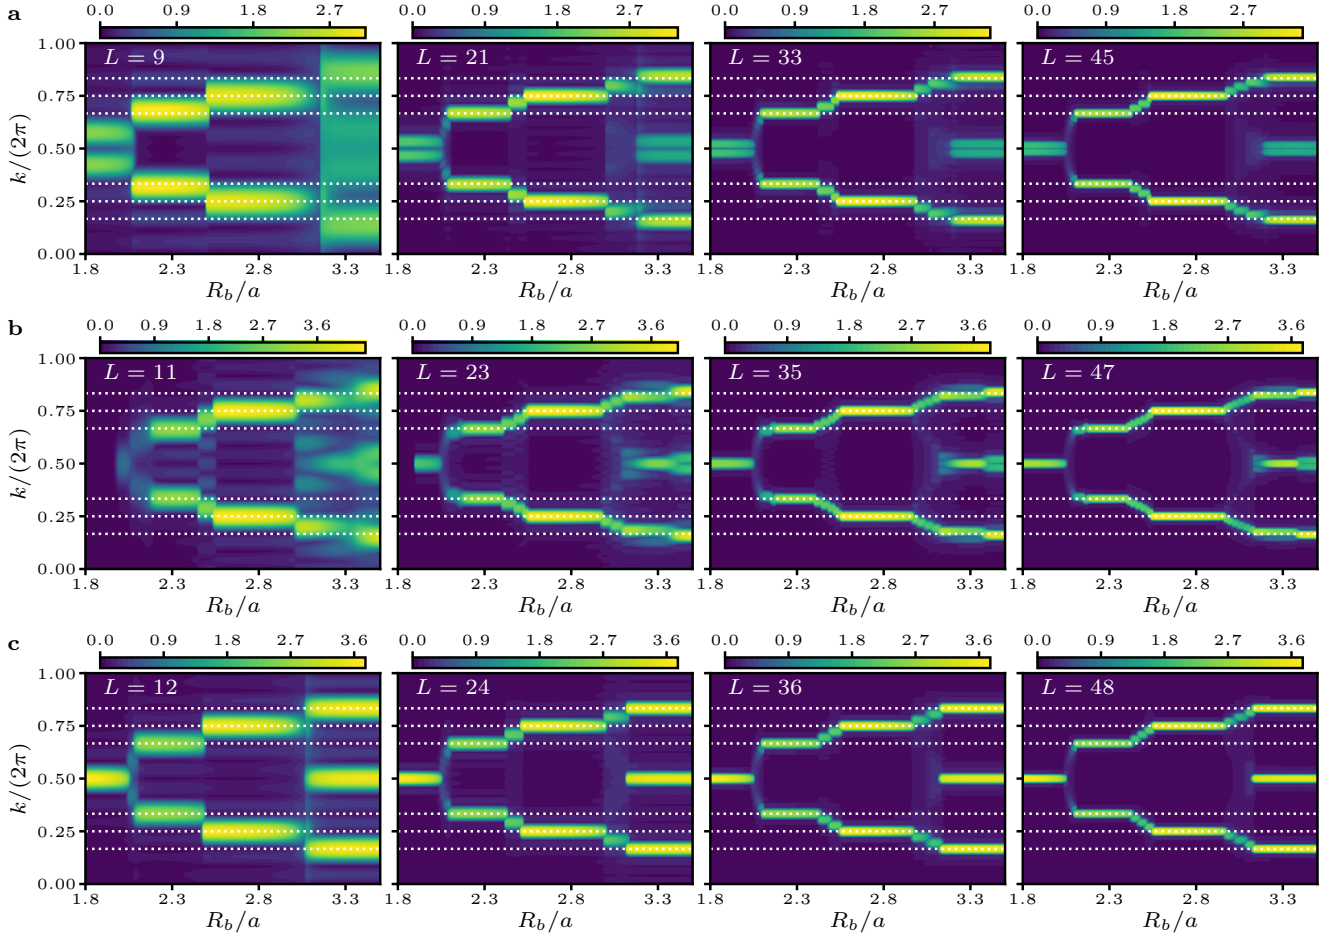 a
0.0 0.9 1.8 2.7 0.0 0.9 1.8 2.7 0.0 0.9 1.8 2.7 0.0 0.9 1.8 2.7
1.00 0.75 0.50 0.25 0.00
k/(2π)
L = 9 L = 21 L = 33 L = 45
1.8 2.3 2.8 3.3 1.8 2.3 2.8 3.3 1.8 2.3 2.8 3.3 1.8 2.3 2.8 3.3
R_b/a R_b/a R_b/a R_b/a
b
0.0 0.9 1.8 2.7 3.6 0.0 0.9 1.8 2.7 3.6 0.0 0.9 1.8 2.7 3.6 0.0 0.9 1.8 2.7 3.6
1.00 0.75 0.50 0.25 0.00
k/(2π)
L = 11 L = 23 L = 35 L = 47
1.8 2.3 2.8 3.3 1.8 2.3 2.8 3.3 1.8 2.3 2.8 3.3 1.8 2.3 2.8 3.3
R_b/a R_b/a R_b/a R_b/a
c
0.0 0.9 1.8 2.7 3.6 0.0 0.9 1.8 2.7 3.6 0.0 0.9 1.8 2.7 3.6 0.0 0.9 1.8 2.7 3.6
1.00 0.75 0.50 0.25 0.00
k/(2π)
L = 12 L = 24 L = 36 L = 48
1.8 2.3 2.8 3.3 1.8 2.3 2.8 3.3 1.8 2.3 2.8 3.3 1.8 2.3 2.8 3.3
R_b/a R_b/a R_b/a R_b/a